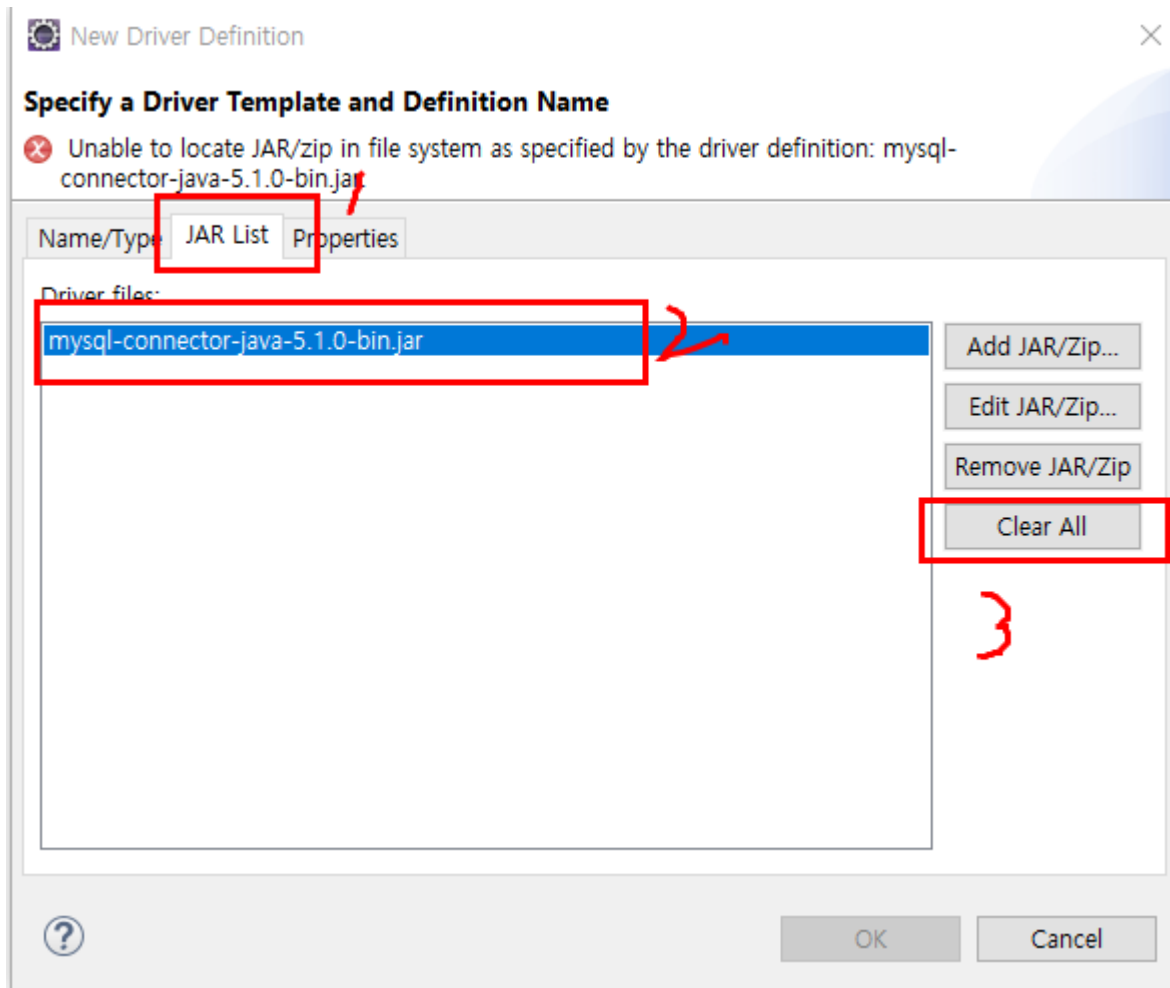 New Driver Definition
Specify a Driver Template and Definition Name
Unable to locate JAR/zip in file system as specified by the driver definition: mysql-
connector-java-5.1.0-bin.jar
1
Name/Type JAR List Properties
Driver files:
mysql-connector-java-5.1.0-bin.jar
2
Add JAR/Zip...
Edit JAR/Zip...
Remove JAR/Zip
Clear All
3
?
OK Cancel